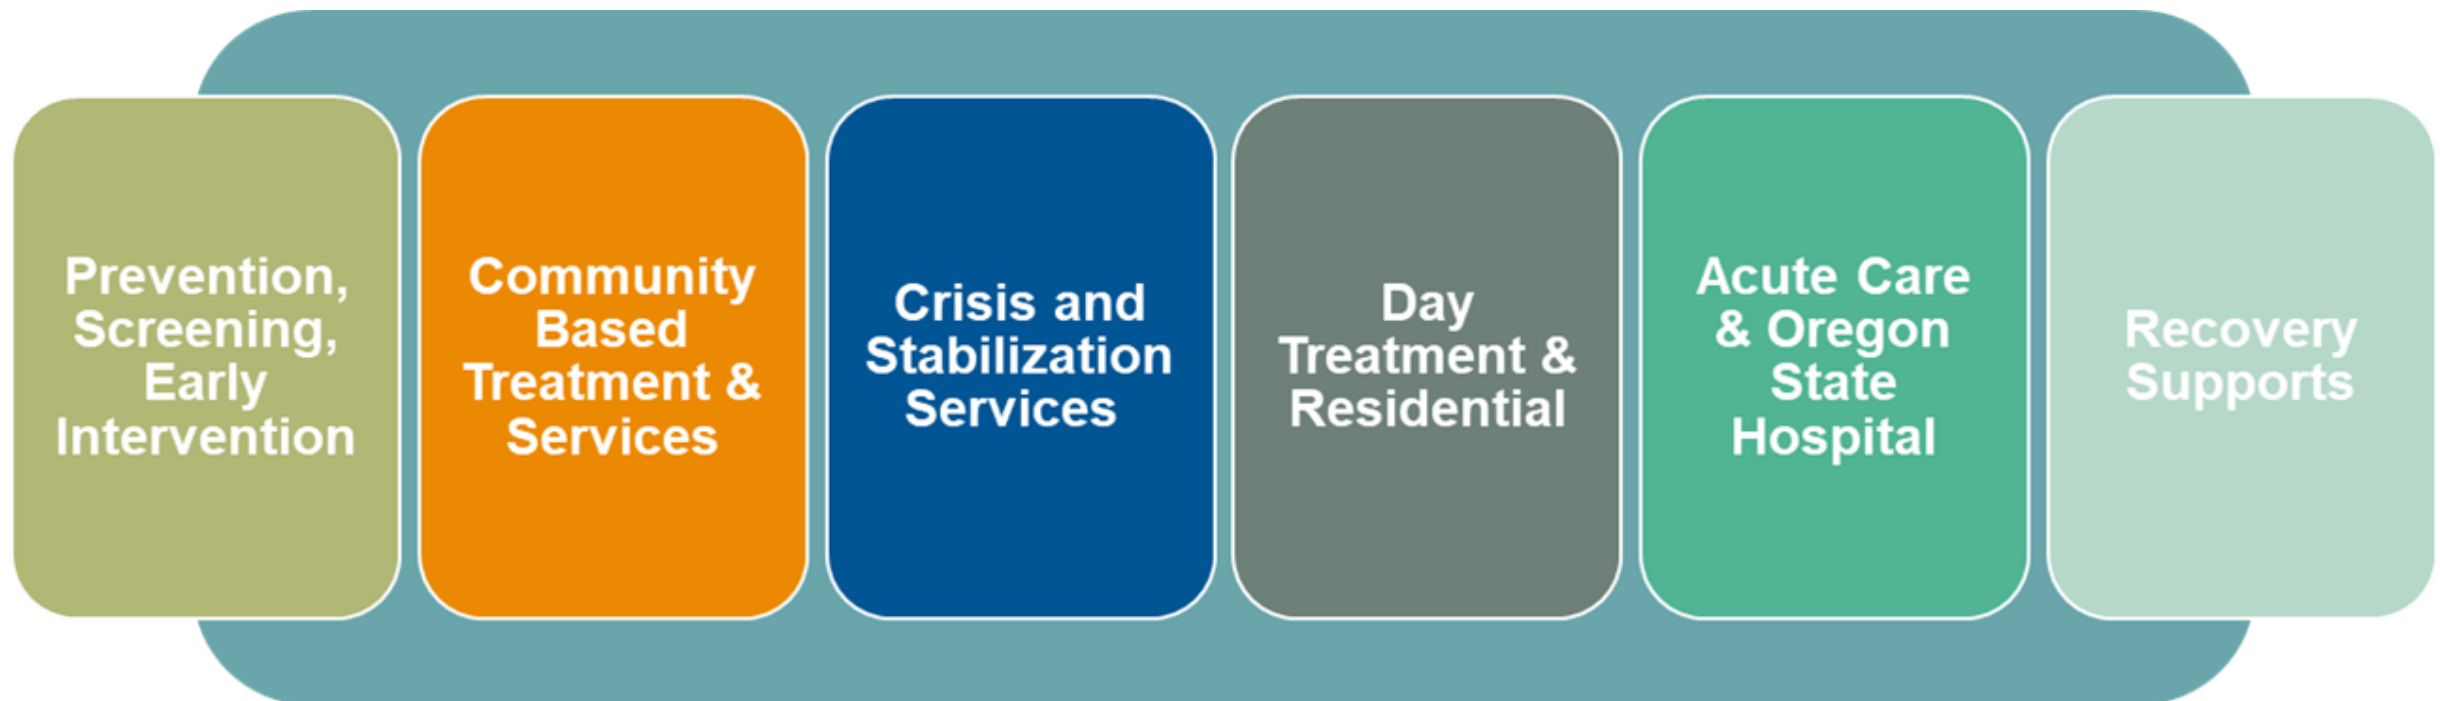 Prevention,
Screening,
Early
Intervention
Community
Based
Treatment &
Services
Crisis and
Stabilization
Services
Day
Treatment &
Residential
Acute Care
& Oregon
State
Hospital
Recovery
Supports